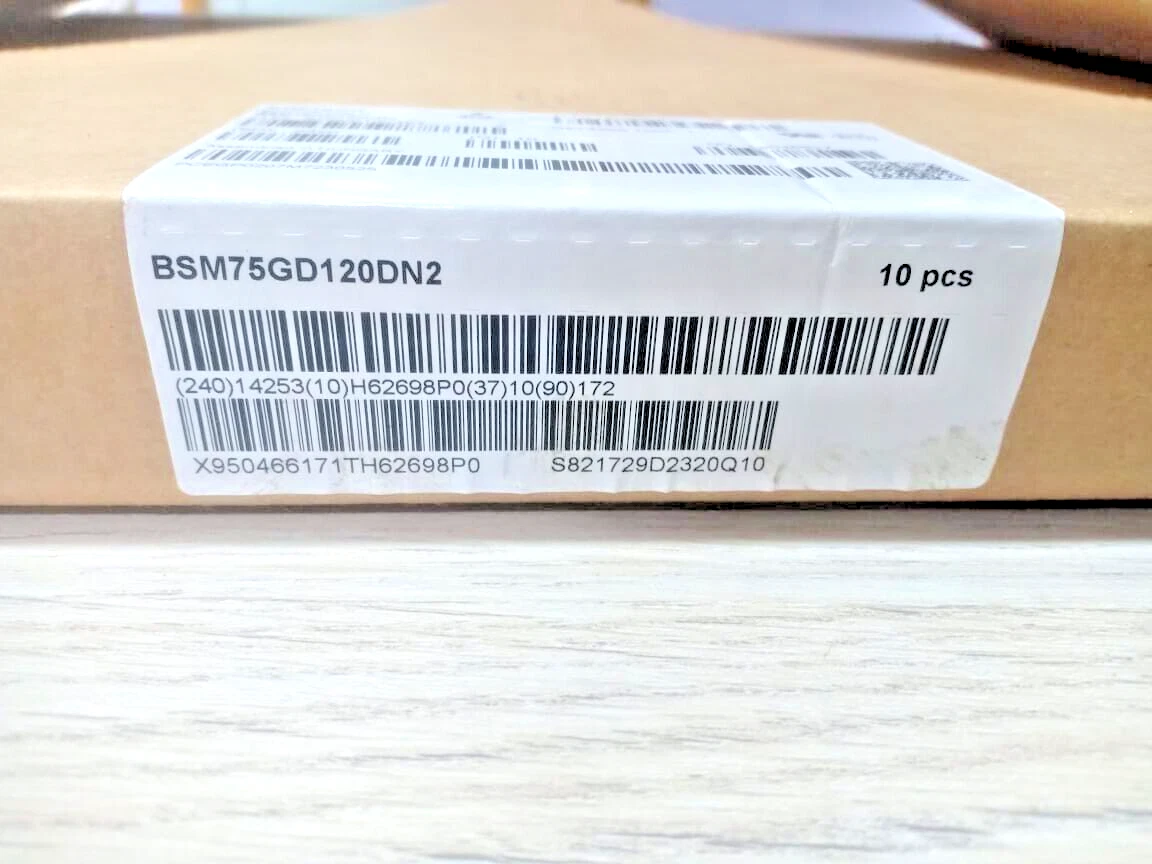 BSM75GD120DN2 10 pcs
(240)14253(10)H62698P0(37)10(90)172
X950466171TH62698P0 S821729D2320Q10